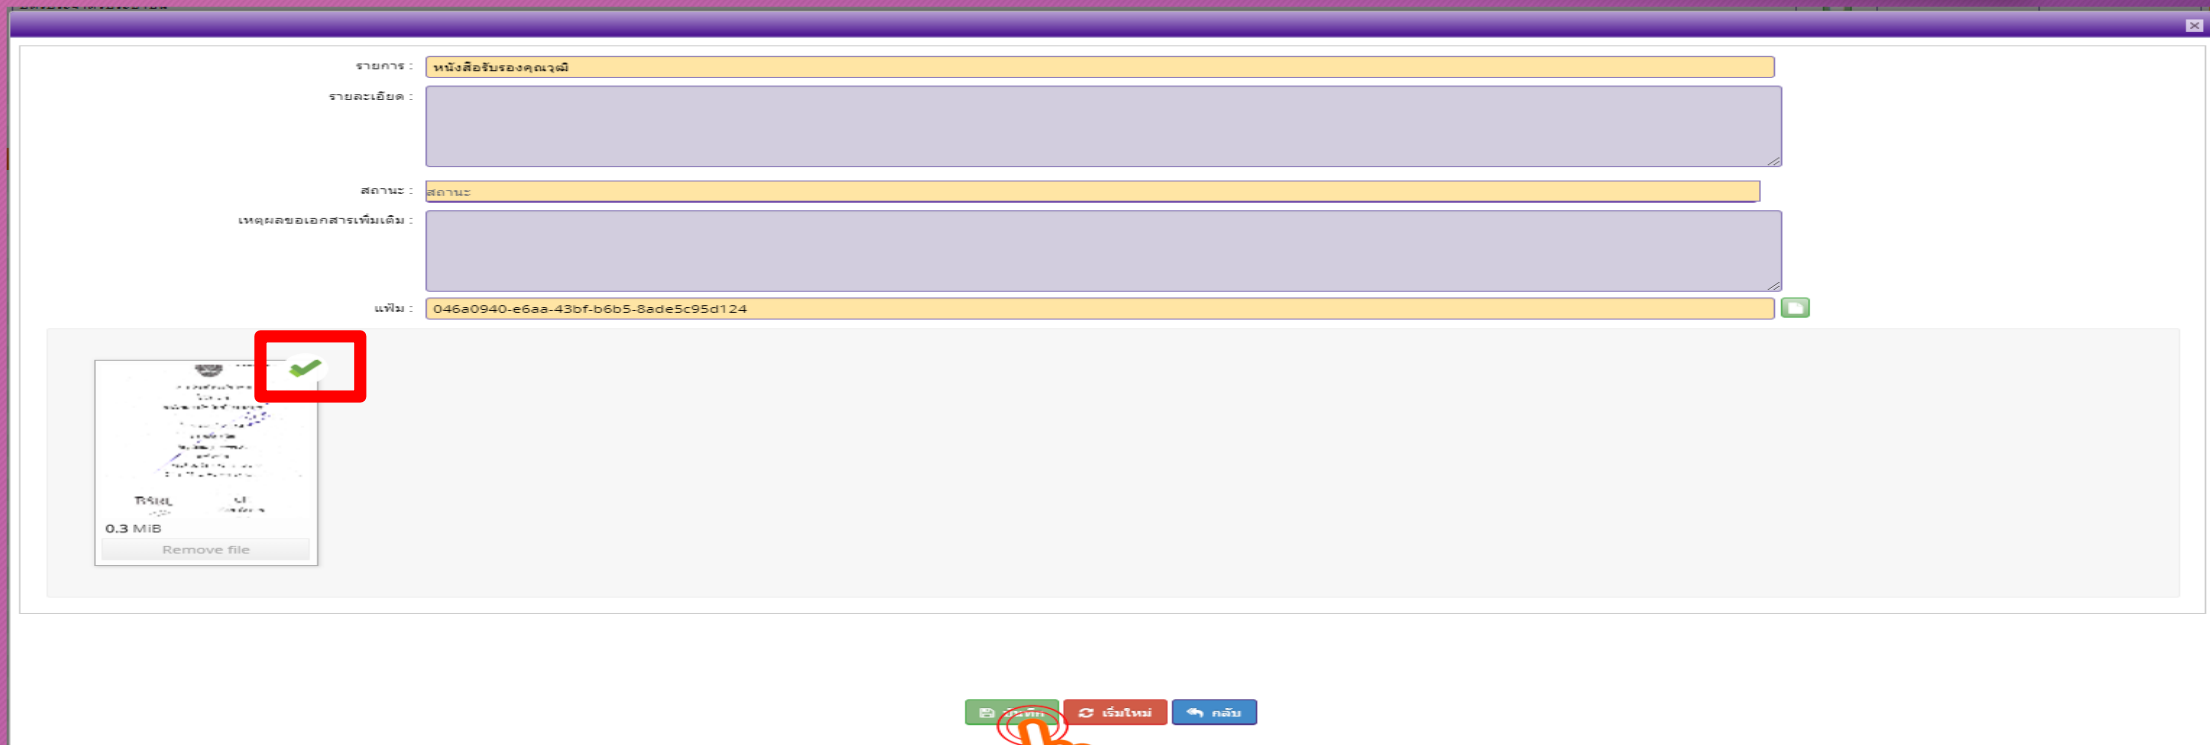 รายการ : หนังสือรับรองคุณวุฒิ
รายละเอียด :
สถานะ : สถานะ
เหตุผลขอเอกสารเพิ่มเติม :
แฟ้ม : 046a0940-e6aa-43bf-b6b5-8ade5c95d124
0.3 MiB
Remove file
บันทึก เริ่มใหม่ กลับ